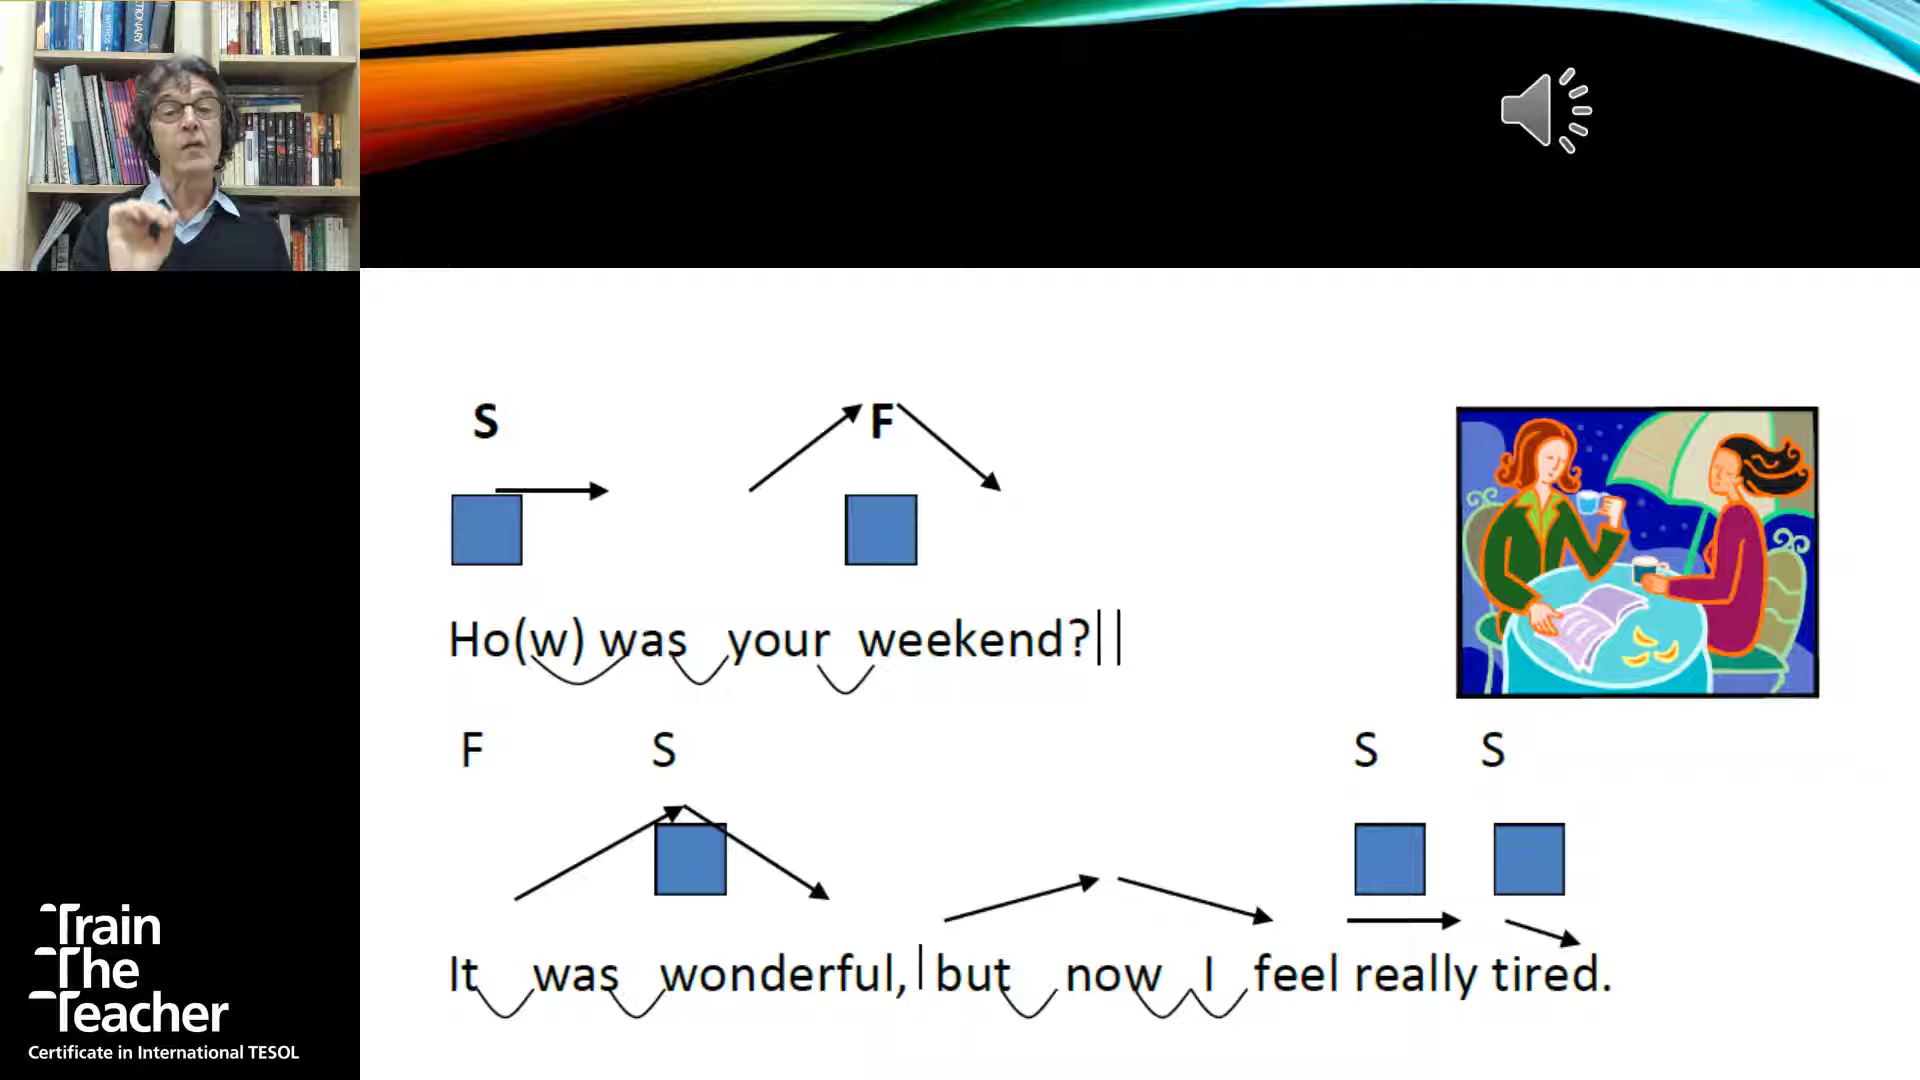 S F
Ho(w) was your weekend?||
F S S S
It was wonderful,|but now I feel really tired.
Train
The
Teacher
Certificate in International TESOL